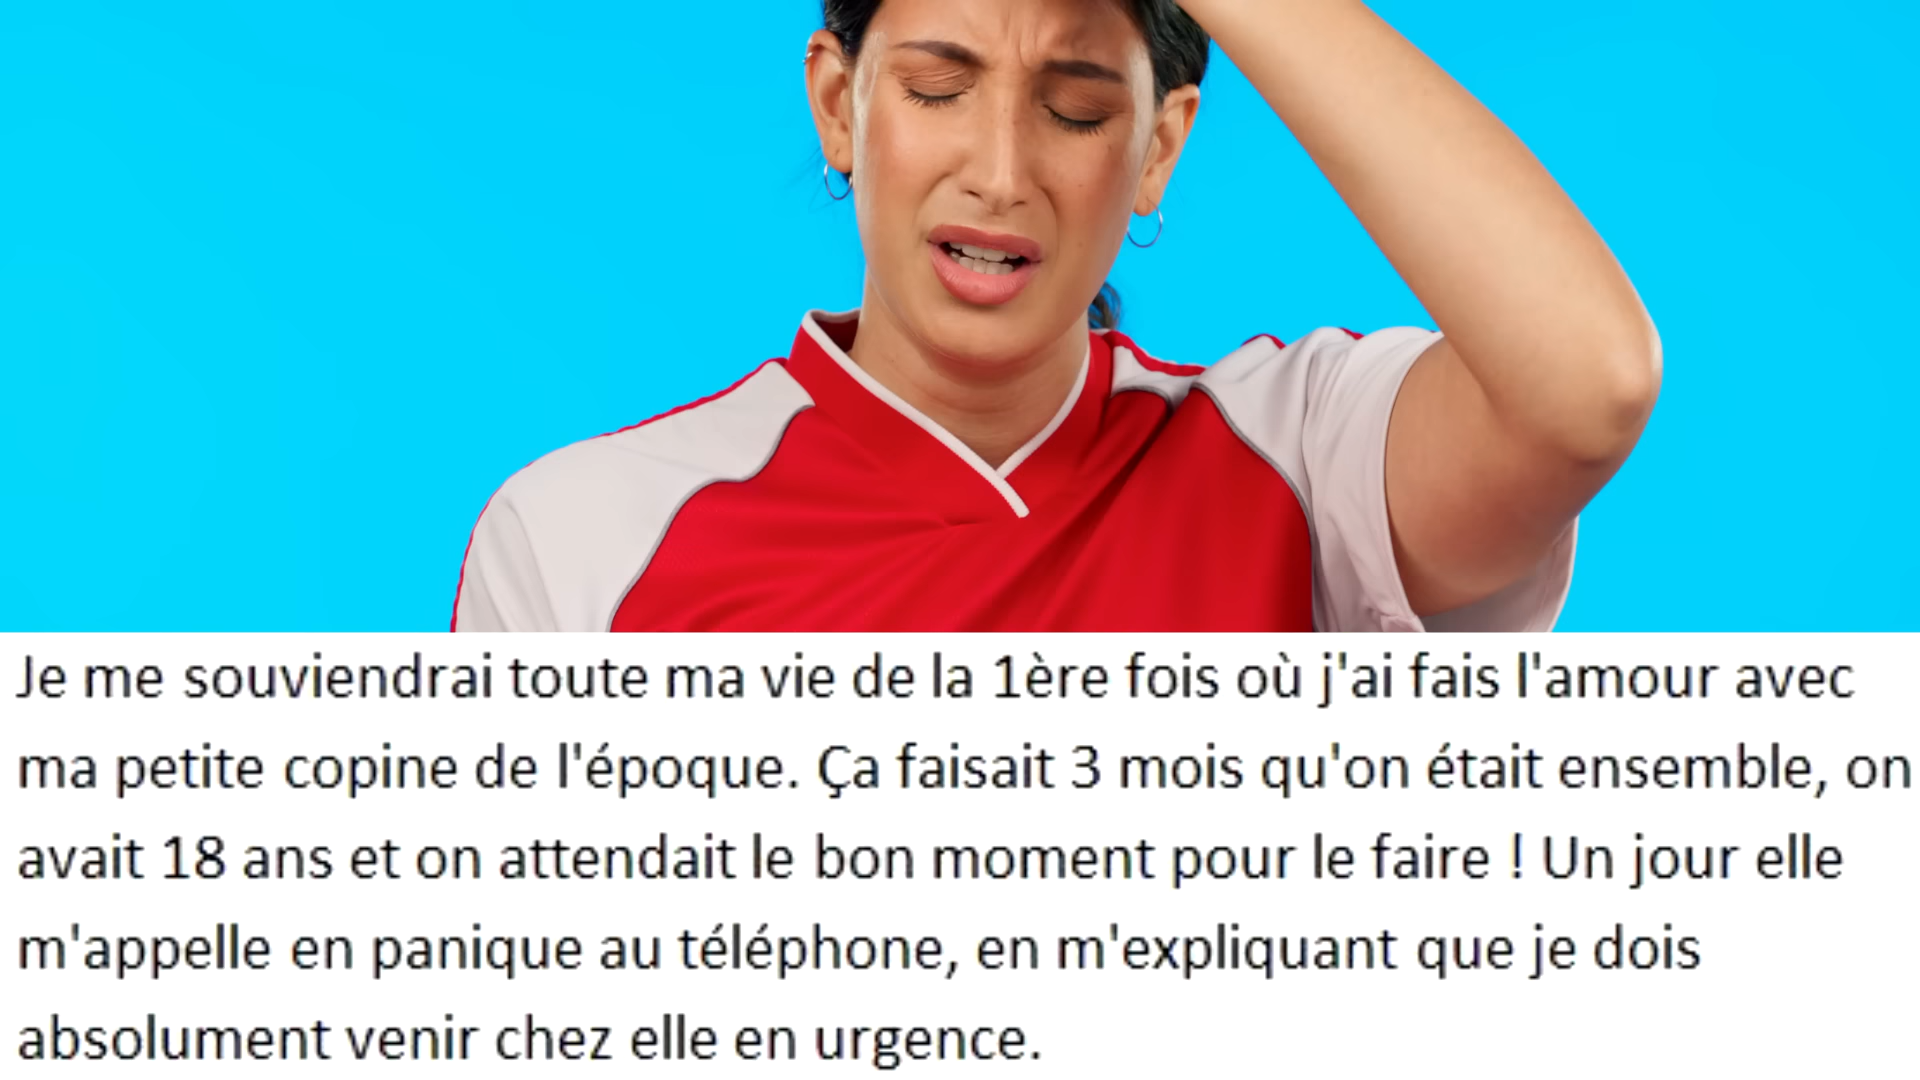 Je me souviendrai toute ma vie de la 1ère fois où j'ai fais l'amour avec
ma petite copine de l'époque. Ça faisait 3 mois qu'on était ensemble, on
avait 18 ans et on attendait le bon moment pour le faire ! Un jour elle
m'appelle en panique au téléphone, en m'expliquant que je dois
absolument venir chez elle en urgence.